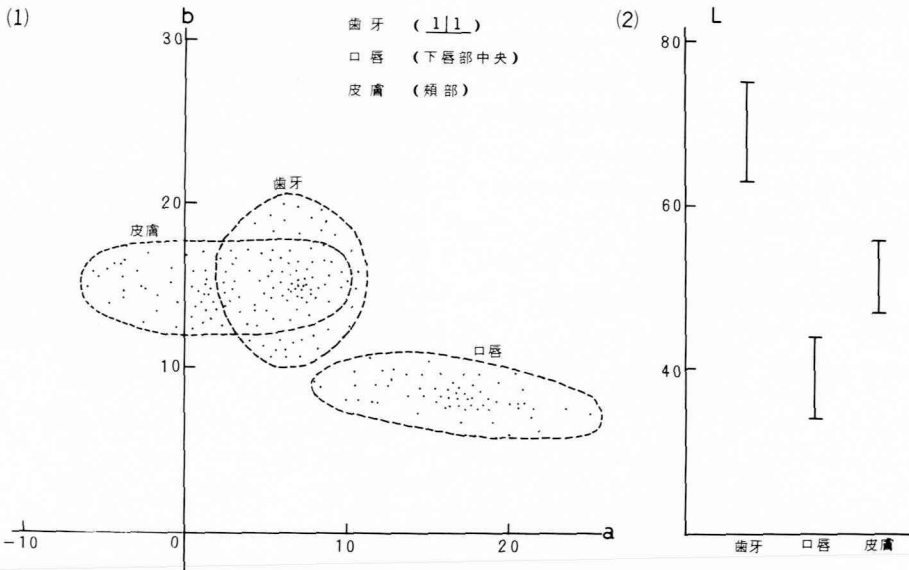 (1)
b
30
歯牙 (1|1)
口唇 (下唇部中央)
皮膚 (頬部)
20
歯牙
皮膚
10
口唇
-10
0
10
20
a
(2)
L
80
60
40
歯牙
口唇
皮膚